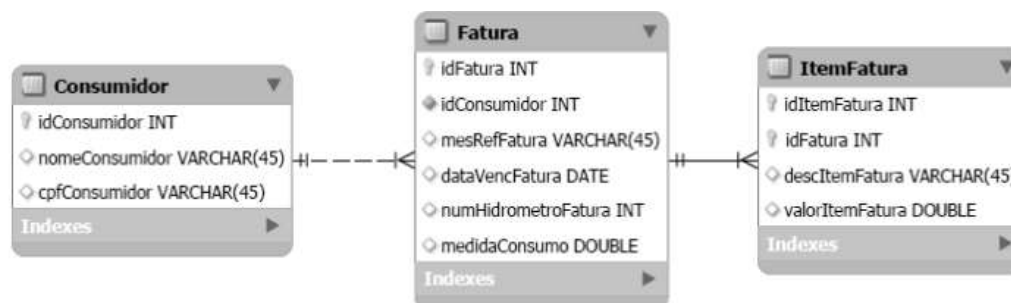 Consumidor
idConsumidor INT
nomeConsumidor VARCHAR(45)
cpfConsumidor VARCHAR(45)
Indexes
Fatura
idFatura INT
idConsumidor INT
mesRefFatura VARCHAR(45)
dataVencFatura DATE
numHidrometroFatura INT
medidaConsumo DOUBLE
Indexes
ItemFatura
idItemFatura INT
idFatura INT
descItemFatura VARCHAR(45)
valorItemFatura DOUBLE
Indexes